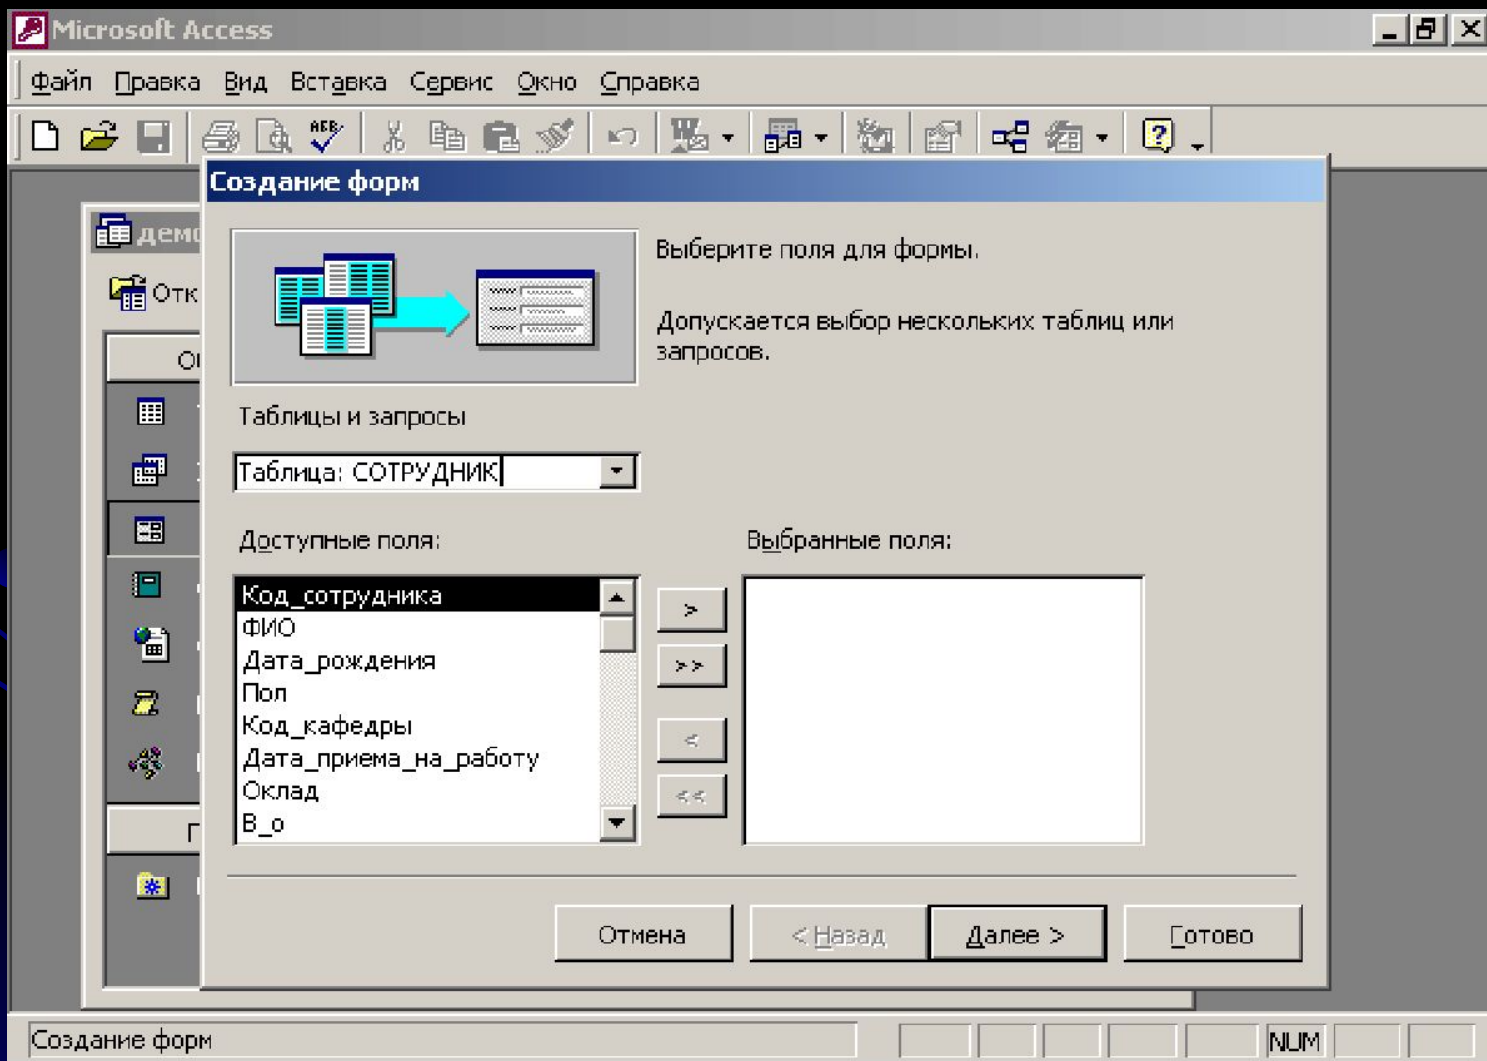 Microsoft Access
Файл Правка Вид Вставка Сервис Окно Справка
Создание форм
демо
Отк
Выберите поля для формы.
Допускается выбор нескольких таблиц или
запросов.
Таблицы и запросы
Таблица: СОТРУДНИК
Доступные поля:
Выбранные поля:
Код_сотрудника
ФИО
Дата_рождения
Пол
Код_кафедры
Дата_приема_на_работу
Оклад
В_о
>
>>
<
<<
Отмена
< Назад
Далее >
Готово
Создание форм
NUM